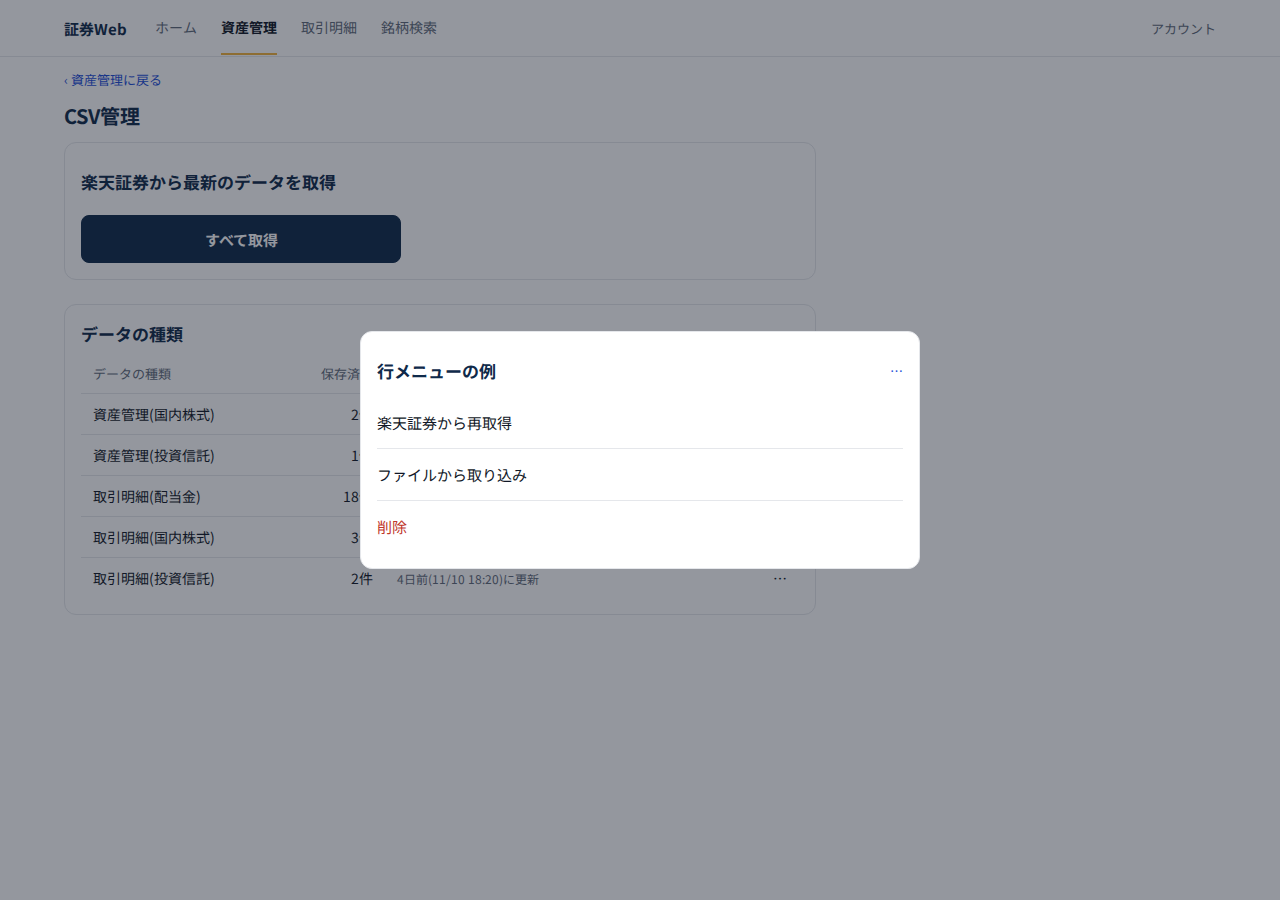 証券Web ホーム 資産管理 取引明細 銘柄検索 アカウント
‹ 資産管理に戻る
CSV管理
楽天証券から最新のデータを取得
すべて取得
データの種類
データの種類 保存済
資産管理(国内株式) 2
資産管理(投資信託) 1
取引明細(配当金) 18
取引明細(国内株式) 3
取引明細(投資信託) 2件 4日前(11/10 18:20)に更新 …
行メニューの例 …
楽天証券から再取得
ファイルから取り込み
削除